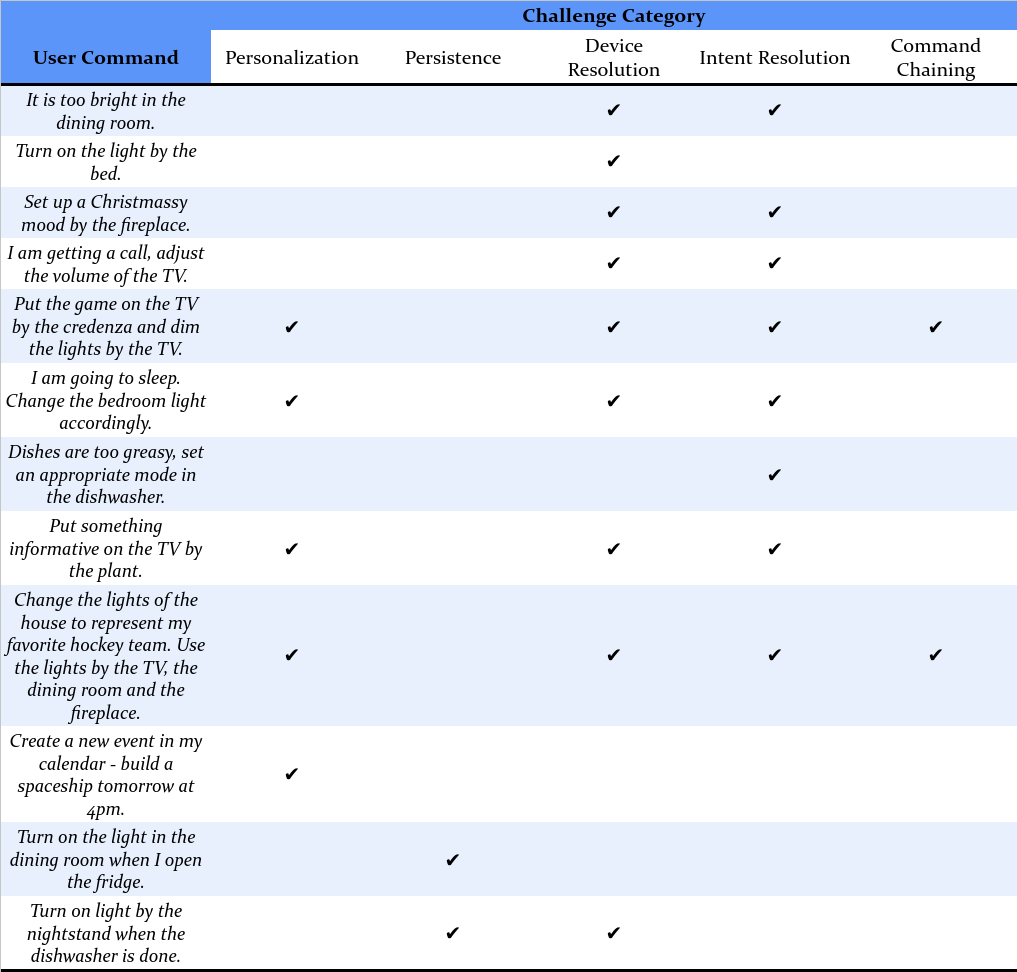 Challenge Category
User Command
Personalization
Persistence
Device
Resolution
Intent Resolution
Command
Chaining
It is too bright in the
dining room.
✔ ✔
Turn on the light by the
bed.
✔
Set up a Christmassy
mood by the fireplace.
✔ ✔
I am getting a call, adjust
the volume of the TV.
✔ ✔
Put the game on the TV
by the credenza and dim
the lights by the TV.
✔ ✔ ✔ ✔
I am going to sleep.
Change the bedroom light
accordingly.
✔ ✔ ✔
Dishes are too greasy, set
an appropriate mode in
the dishwasher.
✔
Put something
informative on the TV by
the plant.
✔ ✔ ✔
Change the lights of the
house to represent my
favorite hockey team. Use
the lights by the TV, the
dining room and the
fireplace.
✔ ✔ ✔ ✔
Create a new event in my
calendar - build a
spaceship tomorrow at
4pm.
✔
Turn on the light in the
dining room when I open
the fridge.
✔
Turn on light by the
nightstand when the
dishwasher is done.
✔ ✔